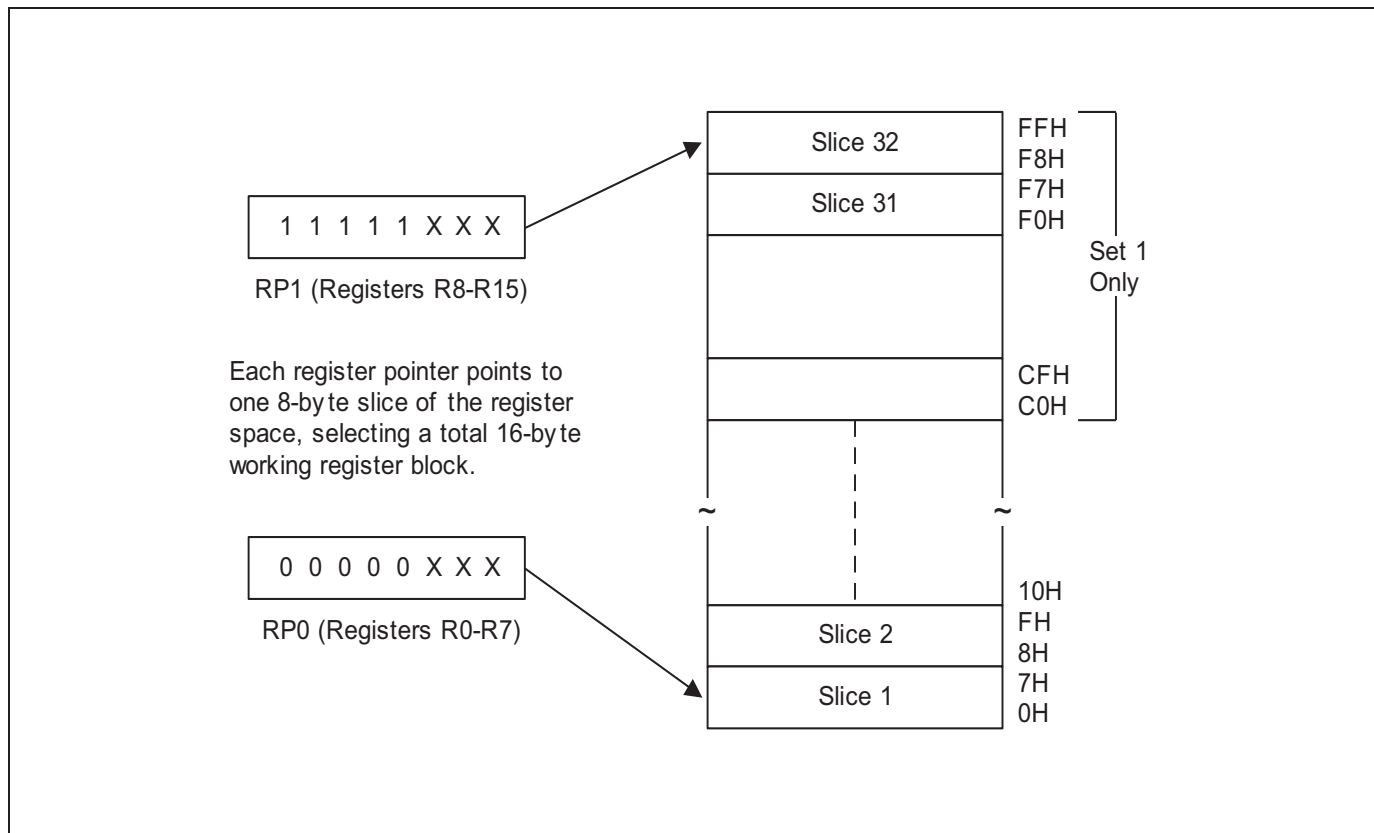 Slice 32
FFH
F8H
Slice 31
F7H
F0H
1 1 1 1 1 X X X
RP1 (Registers R8-R15)
Set 1
Only
Each register pointer points to
one 8-byte slice of the register
space, selecting a total 16-byte
working register block.
CFH
C0H
~ ~
0 0 0 0 0 X X X
RP0 (Registers R0-R7)
10H
Slice 2
FH
8H
Slice 1
7H
0H